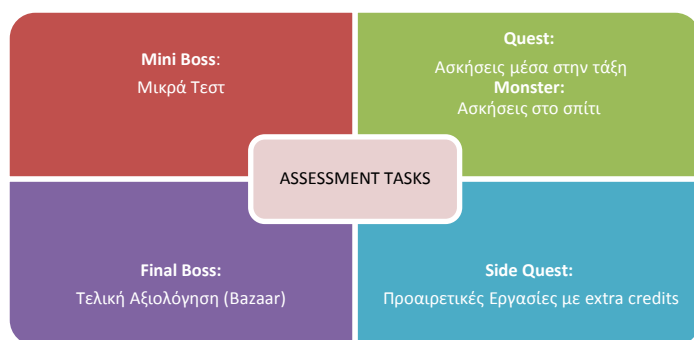 Mini Boss:
Μικρά Τεστ
Quest:
Ασκήσεις μέσα στην τάξη
Monster:
Ασκήσεις στο σπίτι
ASSESSMENT TASKS
Final Boss:
Τελική Αξιολόγηση (Bazaar)
Side Quest:
Προαιρετικές Εργασίες με extra credits